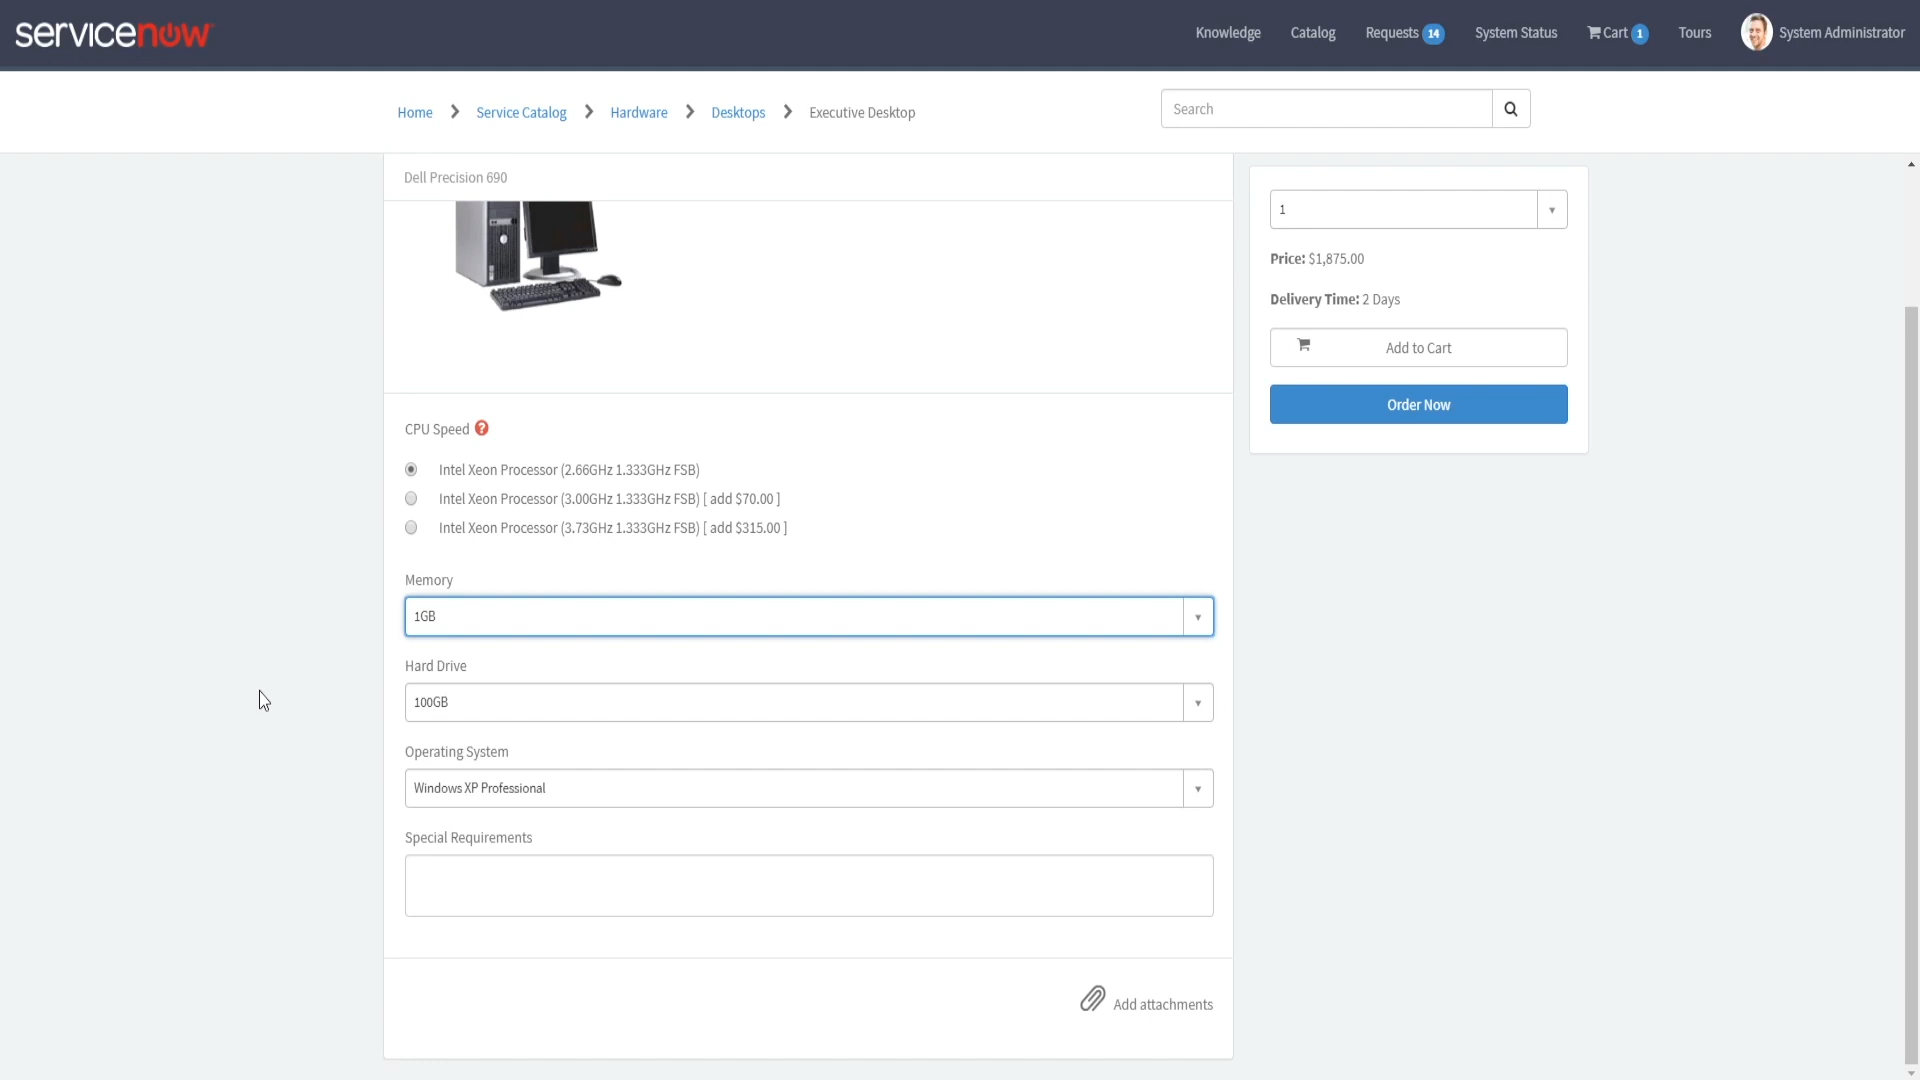 servicenow
Knowledge Catalog Requests 14 System Status Cart 1 Tours System Administrator
Home Service Catalog Hardware Desktops Executive Desktop
Search
Dell Precision 690
1
Price: $1,875.00
Delivery Time: 2 Days
Add to Cart
Order Now
CPU Speed ?
Intel Xeon Processor (2.66GHz 1.333GHz FSB)
Intel Xeon Processor (3.00GHz 1.333GHz FSB) [ add $70.00 ]
Intel Xeon Processor (3.73GHz 1.333GHz FSB) [ add $315.00 ]
Memory
1GB
Hard Drive
100GB
Operating System
Windows XP Professional
Special Requirements
Add attachments